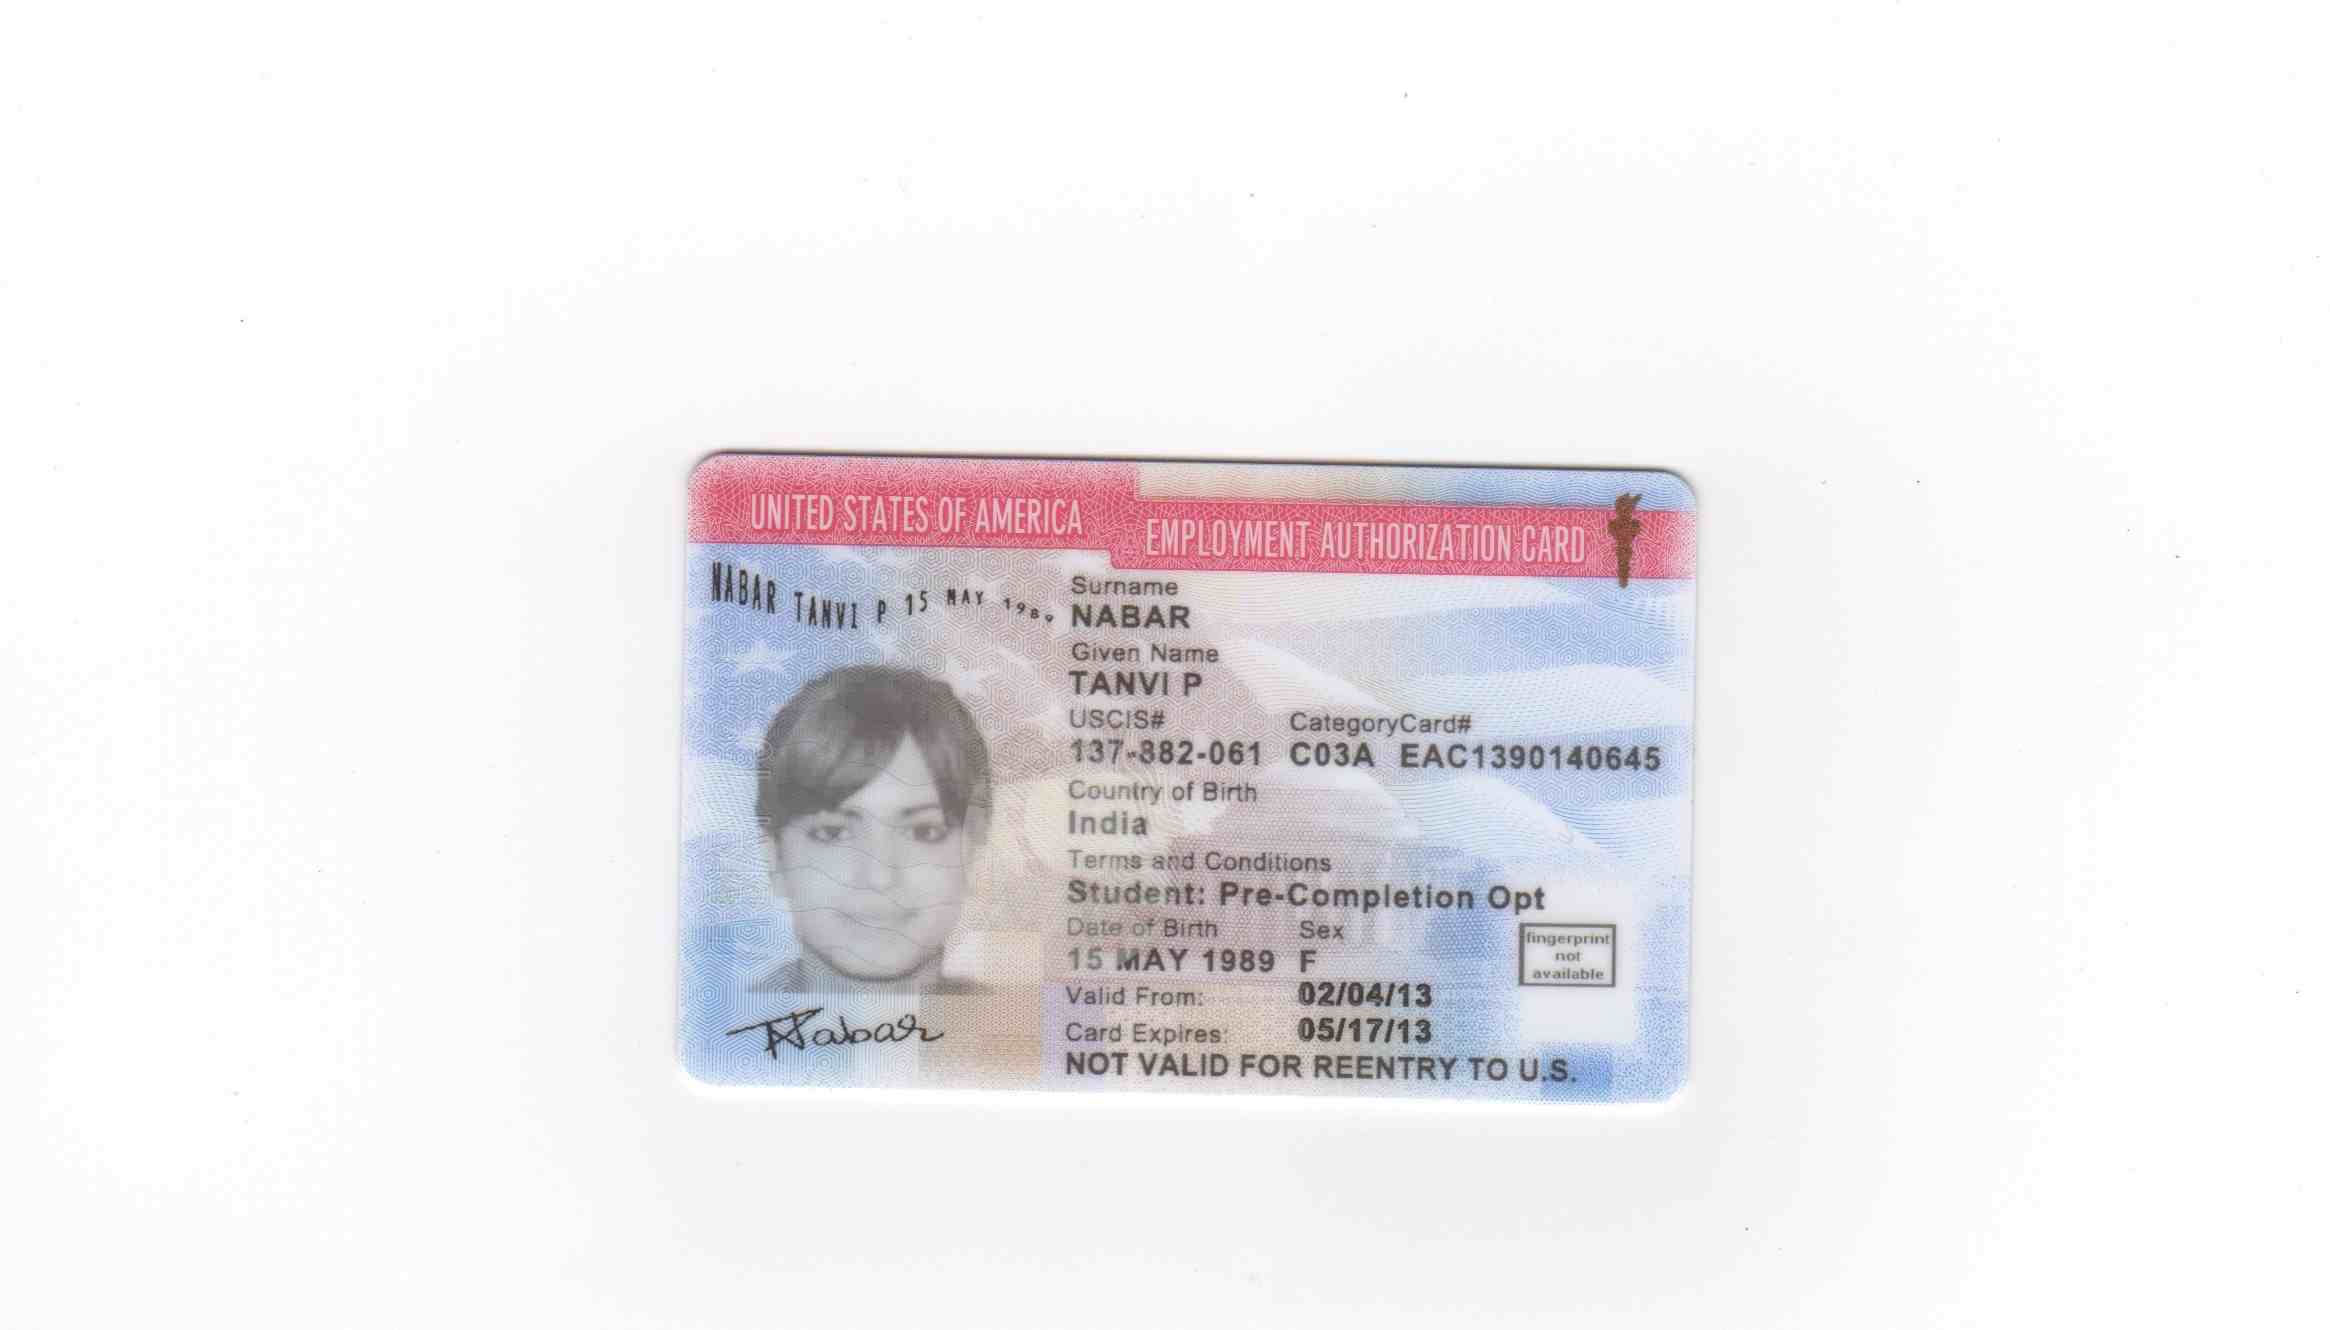 UNITED STATES OF AMERICA
EMPLOYMENT AUTHORIZATION CARD
NABAR TANVI P 15 MAY 1989
Surname
NABAR
Given Name
TANVI P
USCIS# CategoryCard#
137-882-061 C03A EAC1390140645
Country of Birth
India
Terms and Conditions
Student: Pre-Completion Opt
Date of Birth Sex
15 MAY 1989 F
fingerprint
not
available
Valid From: 02/04/13
Card Expires: 05/17/13
NOT VALID FOR REENTRY TO U.S.
TNabar